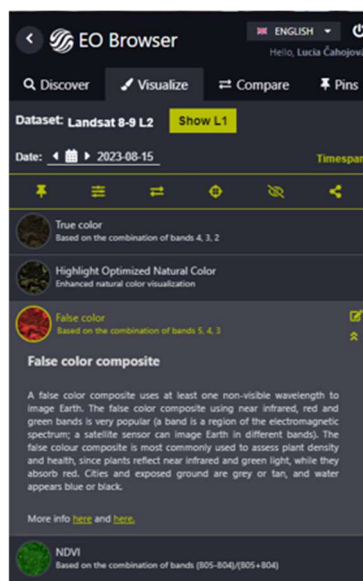 EO Browser
ENGLISH
Hello, Lucia Čahojova
Discover Visualize Compare Pins
Dataset: Landsat 8-9 L2 Show L1
Date: 2023-08-15 Timespan
True color
Based on the combination of bands 4, 3, 2
Highlight Optimized Natural Color
Enhanced natural color visualization
False color
Based on the combination of bands 5, 4, 3
False color composite
A false color composite uses at least one non-visible wavelength to
image Earth. The false color composite using near infrared, red and
green bands is very popular (a band is a region of the electromagnetic
spectrum; a satellite sensor can image Earth in different bands). The
false colour composite is most commonly used to assess plant density
and health, since plants reflect near infrared and green light, while they
absorb red. Cities and exposed ground are grey or tan, and water
appears blue or black.
More info here and here.
NDVI
Based on the combination of bands (B05-B04)/(B05+B04)